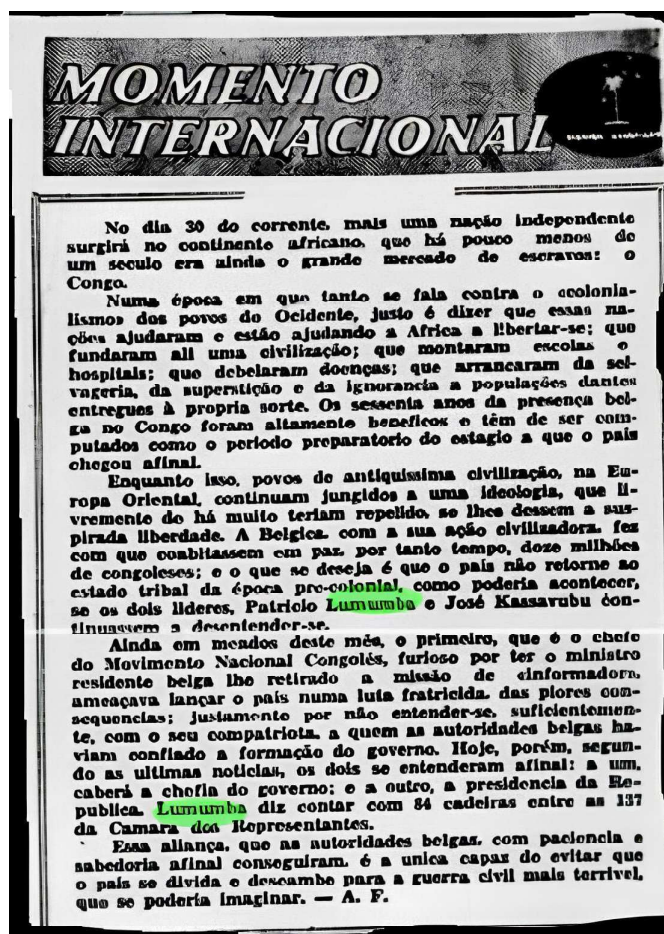 MOMENTO
INTERNACIONAL
No dia 30 do corrente, mais uma nação independente
surgirá no continente africano, que há pouco menos de
um seculo era ainda o grande mercado de escravos: o
Congo.
Numa época em que tanto se fala contra o «colonia-
lismo» dos povos do Ocidente, justo é dizer que essas na-
ções ajudaram e estão ajudando a Africa a libertar-se; que
fundaram ali uma civilização; que montaram escolas e
hospitais; que debelaram doenças; que arrancaram da sel-
vageria, da superstição e da ignorancia a populações dantes
entregues à propria sorte. Os sessenta anos da presença bel-
ga no Congo foram altamente beneficos e têm de ser com-
putados como o periodo preparatorio do estagio a que o país
chegou afinal.
Enquanto isso, povos de antiquissima civilização, na Eu-
ropa Oriental, continuam jungidos a uma ideologia, que li-
vremente de há muito teriam repelido, se lhes dessem a sus-
pirada liberdade. A Belgica, com a sua ação civilizadora, fez
com que coabitassem em paz, por tanto tempo, doze milhões
de congoleses; e o que se deseja é que o país não retorne ao
estado tribal da época pre-colonial, como poderia acontecer,
se os dois lideres, Patricio Lumumba e José Kassavubu con-
tinuassem a desentender-se.
Ainda em meados deste mês, o primeiro, que é o chefe
do Movimento Nacional Congolês, furioso por ter o ministro
residente belga lhe retirado a missão de «informador»,
ameaçava lançar o país numa luta fratricida, das piores con-
sequencias; justamente por não entender-se, suficientemen-
te, com o seu compatriota, a quem as autoridades belgas ha-
viam confiado a formação do governo. Hoje, porém, segun-
do as ultimas noticias, os dois se entenderam afinal: a um,
caberá a chefia do governo; e a outro, a presidencia da Re-
publica. Lumumba diz contar com 84 cadeiras entre as 137
da Camara dos Representantes.
Essa aliança, que as autoridades belgas, com paciencia e
sabedoria afinal conseguiram, é a unica capaz de evitar que
o país se divida e descambe para a guerra civil mais terrivel,
que se poderia imaginar. — A. F.